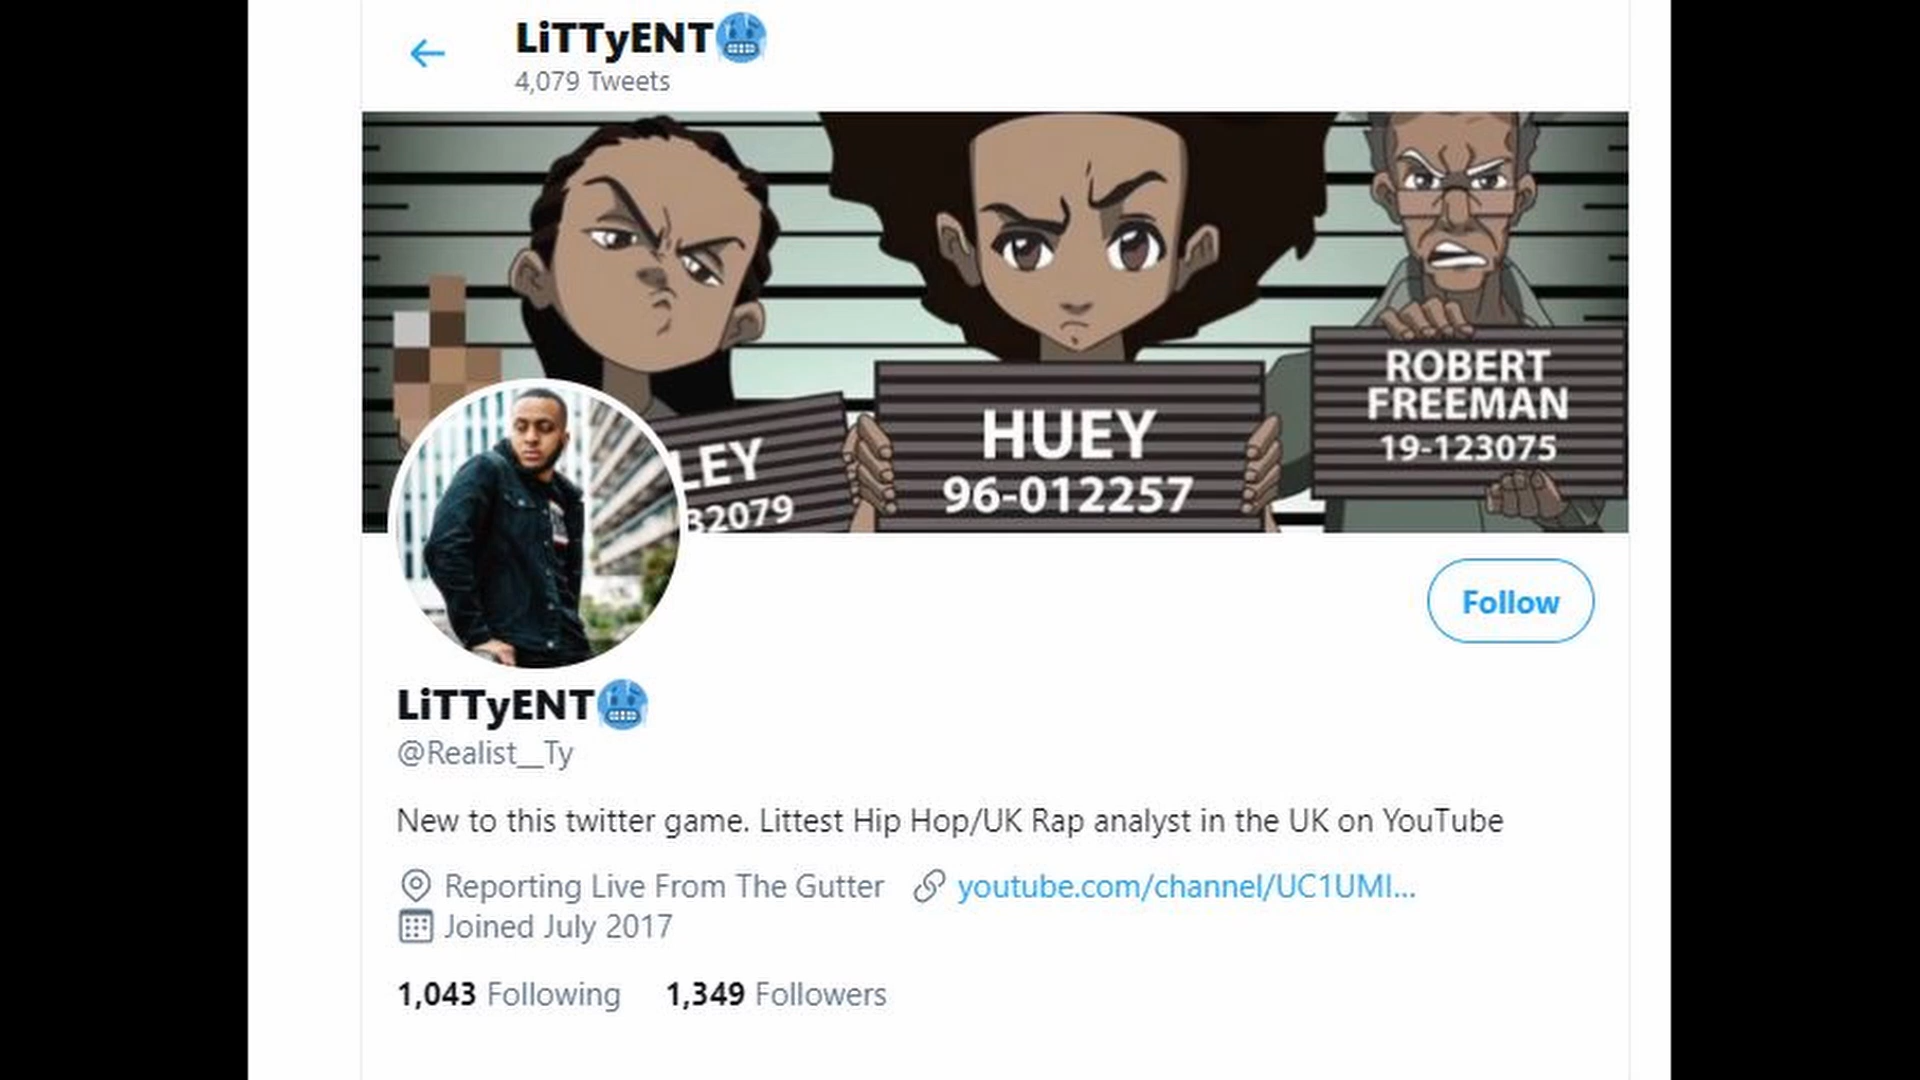 LiTTyENT🥶
4,079 Tweets
LEY
32079
HUEY
96-012257
ROBERT
FREEMAN
19-123075
Follow
LiTTyENT🥶
@Realist__Ty
New to this twitter game. Littest Hip Hop/UK Rap analyst in the UK on YouTube
Reporting Live From The Gutter youtube.com/channel/UC1UMI...
Joined July 2017
1,043 Following 1,349 Followers